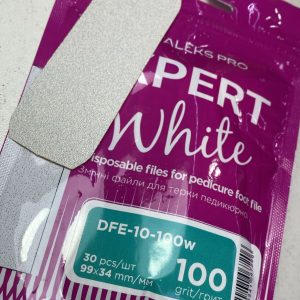 ALEKS PRO
PERT
White
disposable files for pedicure foot file
Змінні файли для терки педикюрної
DFE-10-100w
30 pcs/шт
99x34 mm/мм
100
grit/грит